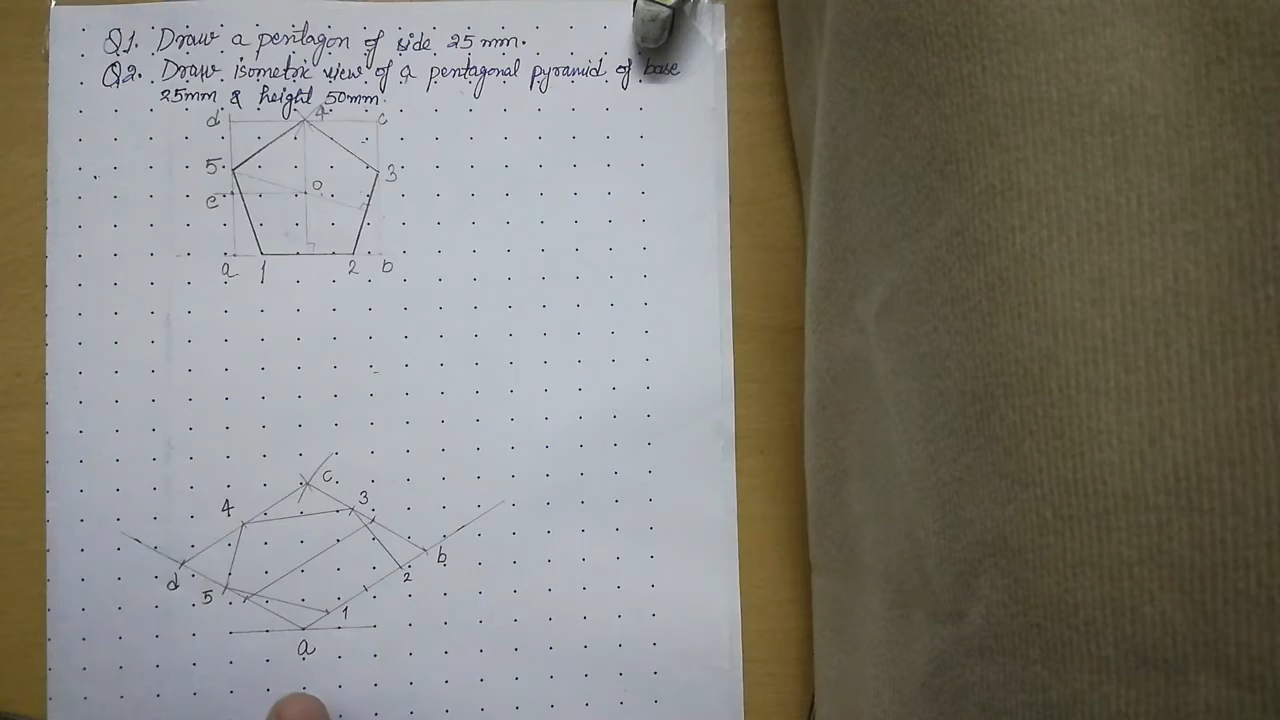 Q1. Draw a pentagon of side 25 mm.
Q2. Draw isometric view of a pentagonal pyramid of base
25mm & height 50mm.
d 4 c
5 3
e o
a 1 2 b
c
4 3
b
d 2
5 1
a